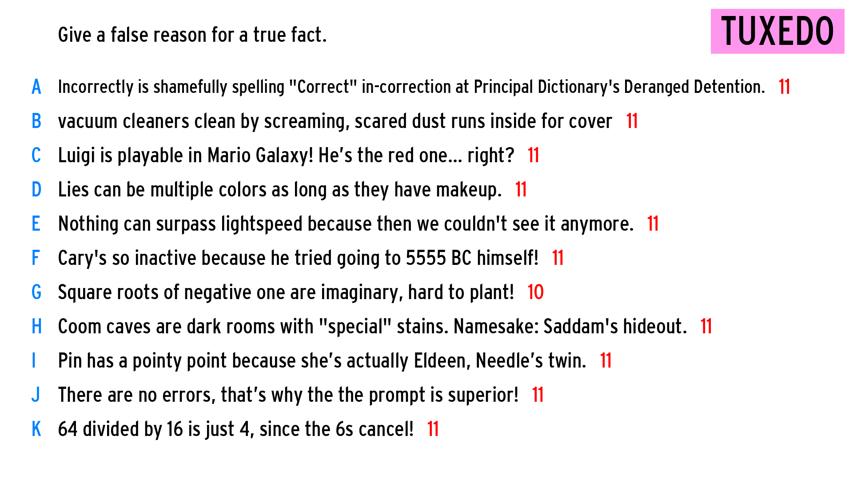 Give a false reason for a true fact.
TUXEDO
A Incorrectly is shamefully spelling "Correct" in-correction at Principal Dictionary's Deranged Detention. 11
B vacuum cleaners clean by screaming, scared dust runs inside for cover 11
C Luigi is playable in Mario Galaxy! He's the red one... right? 11
D Lies can be multiple colors as long as they have makeup. 11
E Nothing can surpass lightspeed because then we couldn't see it anymore. 11
F Cary's so inactive because he tried going to 5555 BC himself! 11
G Square roots of negative one are imaginary, hard to plant! 10
H Coom caves are dark rooms with "special" stains. Namesake: Saddam's hideout. 11
I Pin has a pointy point because she's actually Eldeen, Needle's twin. 11
J There are no errors, that's why the the prompt is superior! 11
K 64 divided by 16 is just 4, since the 6s cancel! 11